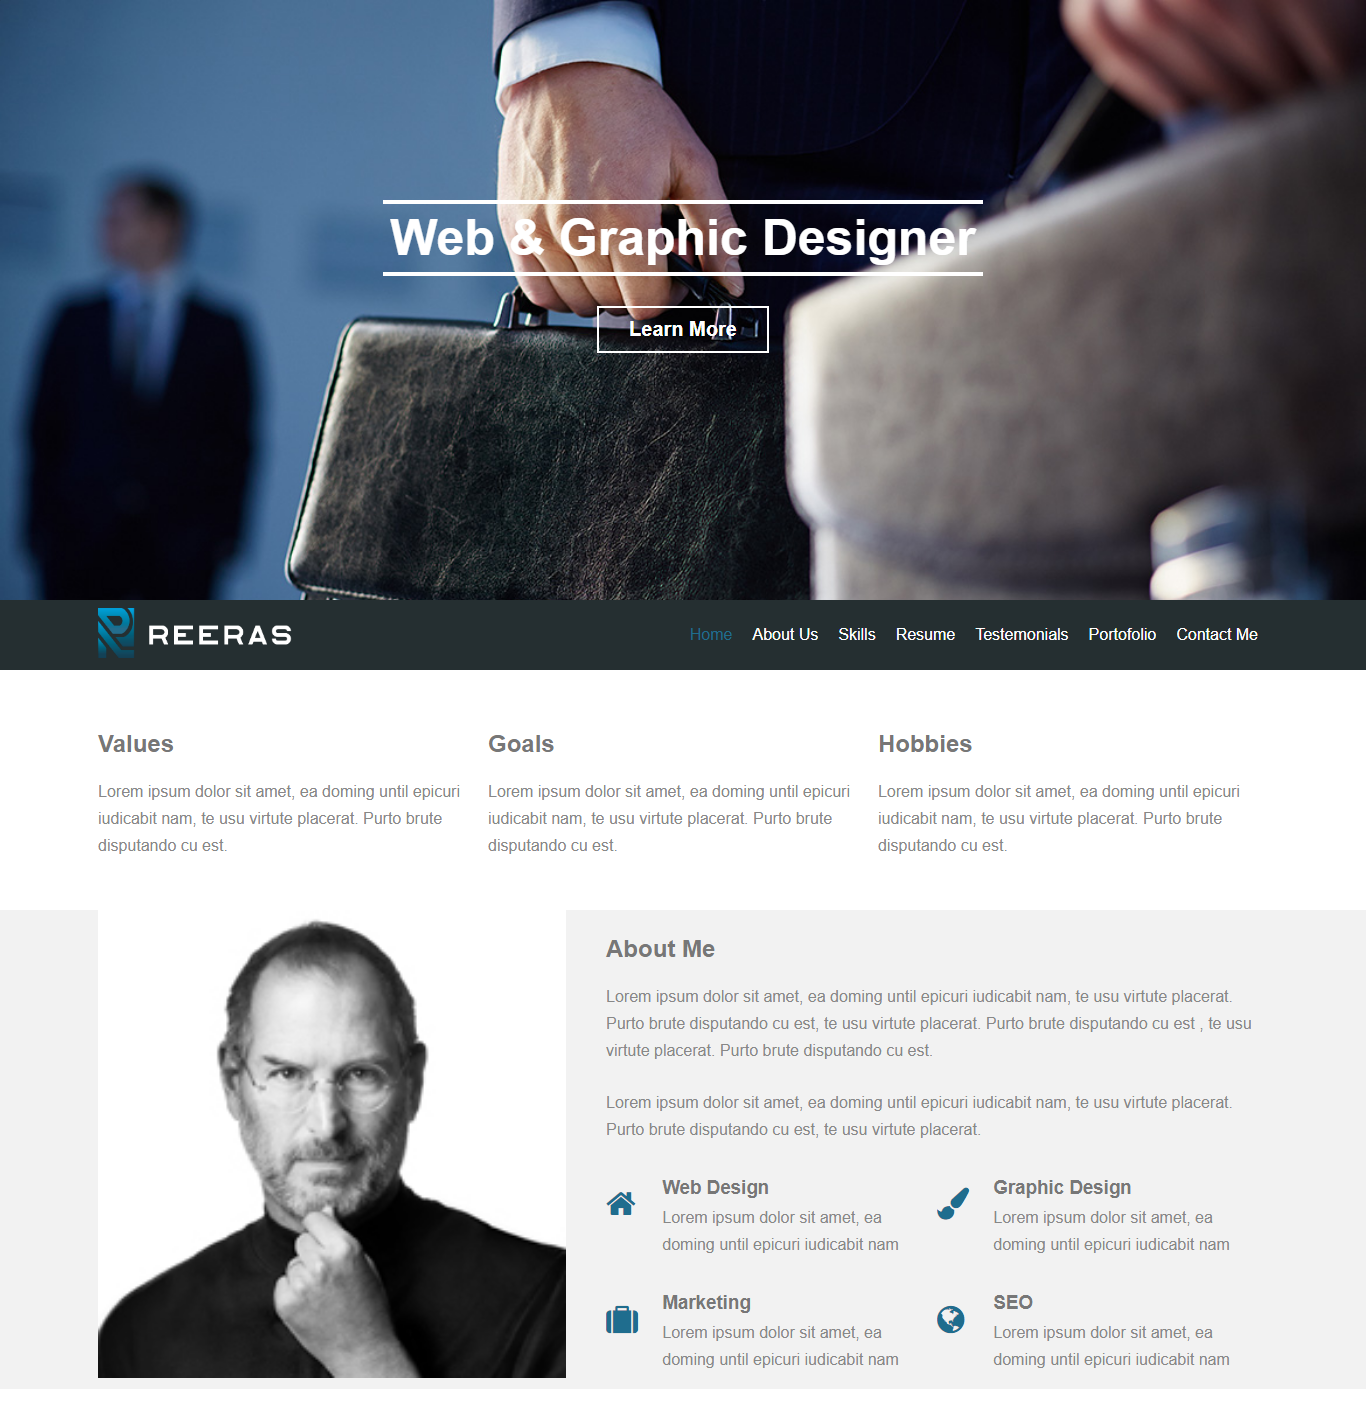 Web & Graphic Designer
Learn More
REERAS
Home About Us Skills Resume Testemonials Portofolio Contact Me
Values
Lorem ipsum dolor sit amet, ea doming until epicuri
iudicabit nam, te usu virtute placerat. Purto brute
disputando cu est.
Goals
Lorem ipsum dolor sit amet, ea doming until epicuri
iudicabit nam, te usu virtute placerat. Purto brute
disputando cu est.
Hobbies
Lorem ipsum dolor sit amet, ea doming until epicuri
iudicabit nam, te usu virtute placerat. Purto brute
disputando cu est.
About Me
Lorem ipsum dolor sit amet, ea doming until epicuri iudicabit nam, te usu virtute placerat.
Purto brute disputando cu est, te usu virtute placerat. Purto brute disputando cu est , te usu
virtute placerat. Purto brute disputando cu est.
Lorem ipsum dolor sit amet, ea doming until epicuri iudicabit nam, te usu virtute placerat.
Purto brute disputando cu est, te usu virtute placerat.
Web Design
Lorem ipsum dolor sit amet, ea
doming until epicuri iudicabit nam
Graphic Design
Lorem ipsum dolor sit amet, ea
doming until epicuri iudicabit nam
Marketing
Lorem ipsum dolor sit amet, ea
doming until epicuri iudicabit nam
SEO
Lorem ipsum dolor sit amet, ea
doming until epicuri iudicabit nam